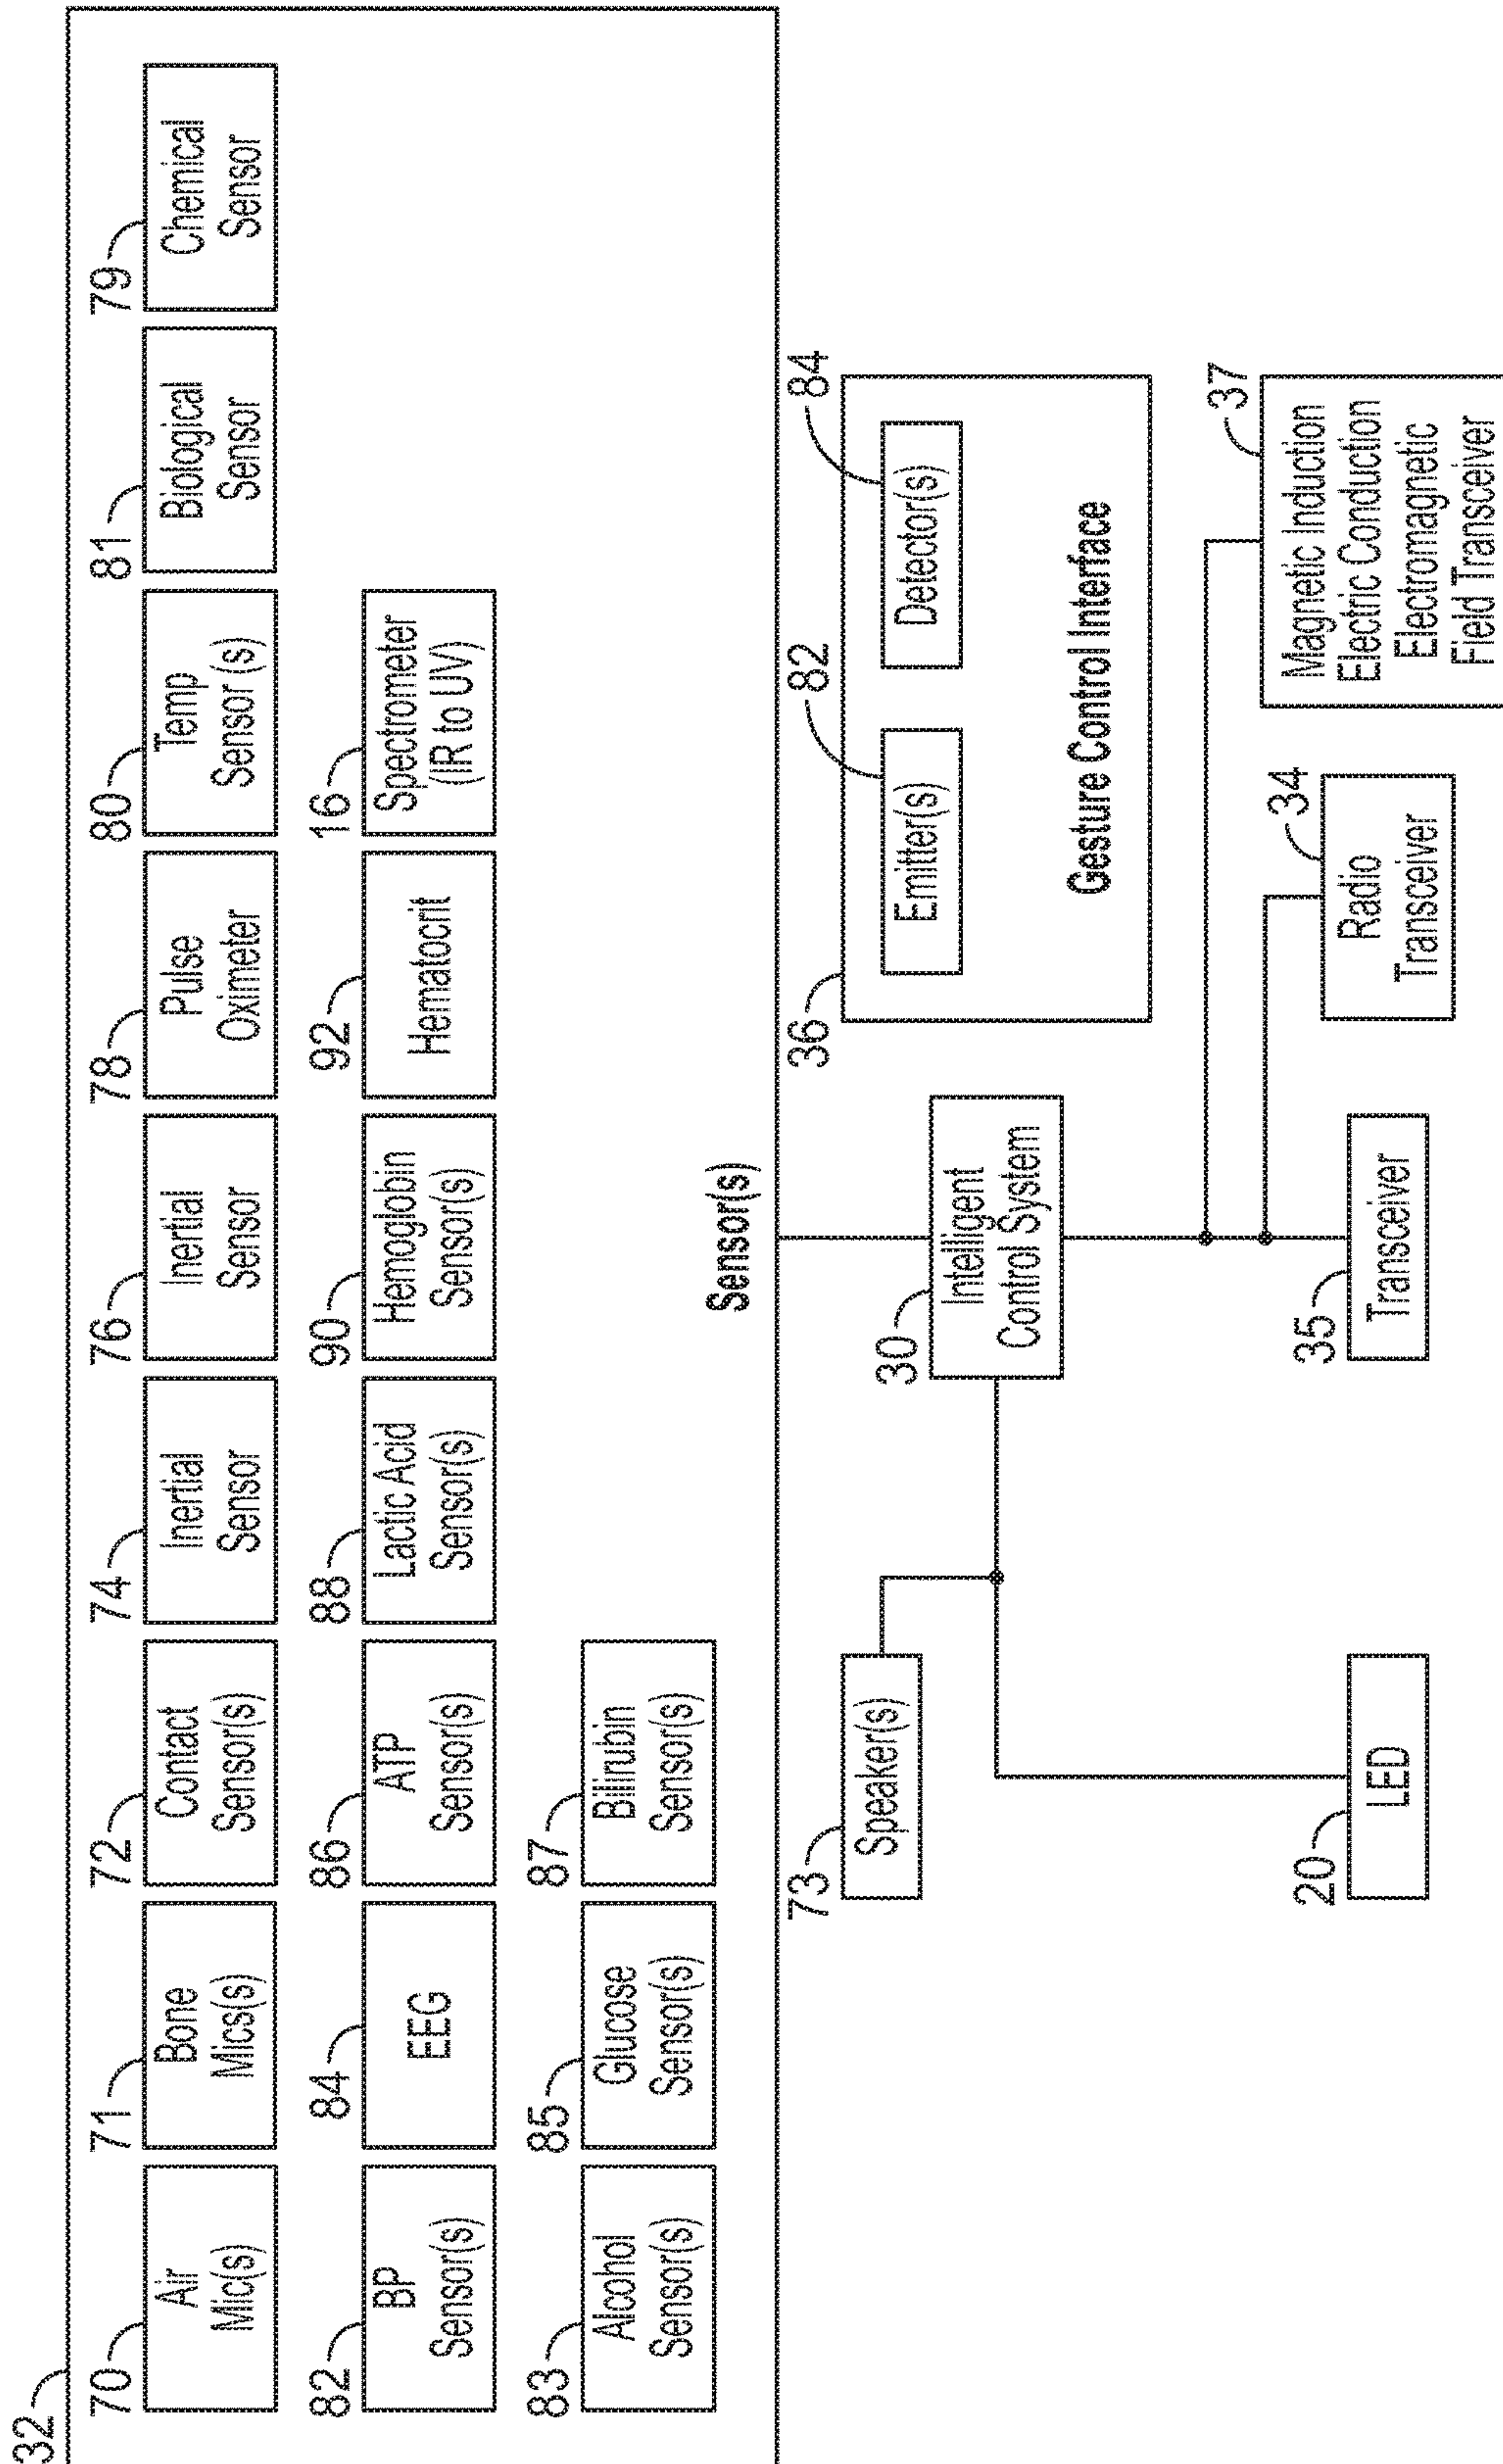 32
70
Air
Mic(s)
71
Bone
Mics(s)
72
Contact
Sensor(s)
74
Inertial
Sensor
76
Inertial
Sensor
78
Pulse
Oximeter
80
Temp
Sensor (s)
81
Biological
Sensor
79
Chemical
Sensor
82
BP
Sensor(s)
84
EEG
86
ATP
Sensor(s)
88
Lactic Acid
Sensor(s)
90
Hemoglobin
Sensor(s)
92
Hematocrit
16
Spectrometer
(IR to UV)
83
Alcohol
Sensor(s)
85
Glucose
Sensor(s)
87
Bilirubin
Sensor(s)
Sensor(s)
73
Speaker(s)
30
Intelligent
Control System
36
82
Emitter(s)
84
Detector(s)
Gesture Control Interface
20
LED
35
Transceiver
34
Radio
Transceiver
37
Magnetic Induction
Electric Conduction
Electromagnetic
Field Transceiver